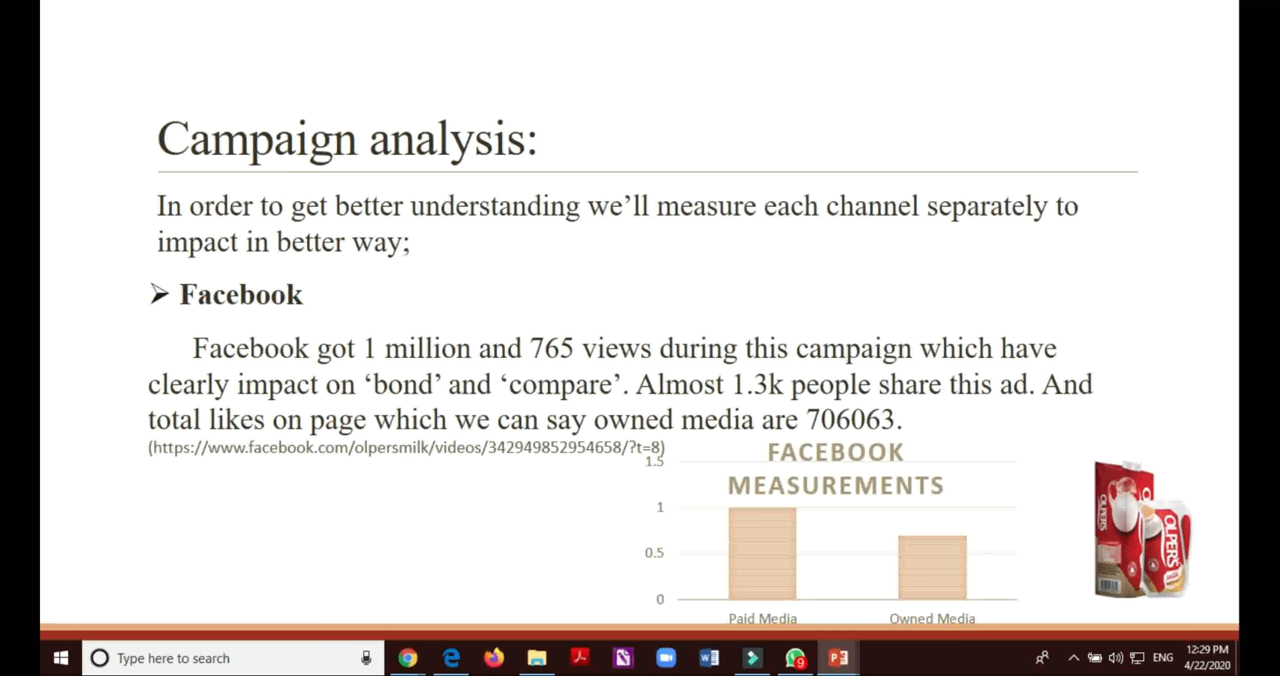 Campaign analysis:
In order to get better understanding we’ll measure each channel separately to
impact in better way;
➢ Facebook
Facebook got 1 million and 765 views during this campaign which have
clearly impact on ‘bond’ and ‘compare’. Almost 1.3k people share this ad. And
total likes on page which we can say owned media are 706063.
(https://www.facebook.com/olpersmilk/videos/342949852954658/?t=8)
FACEBOOK
MEASUREMENTS
1.5
1
0.5
0
Paid Media Owned Media
OLPERS
OLPERS
Type here to search
9
ENG
12:29 PM
4/22/2020